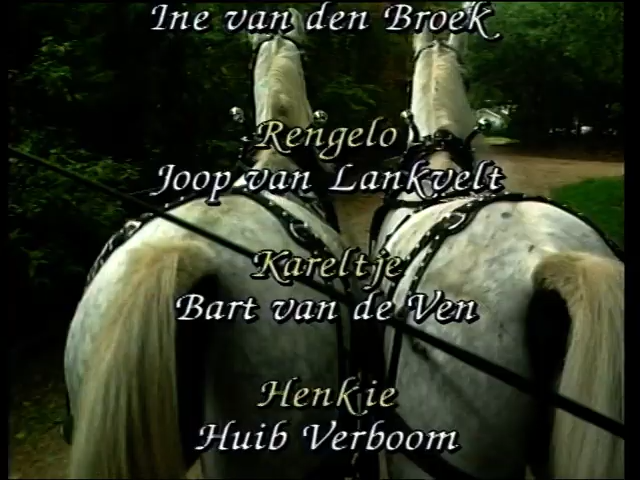 Ine van den Broek
Rengelo
Joop van Lankvelt
Kareltje
Bart van de Ven
Henkie
Huib Verboom